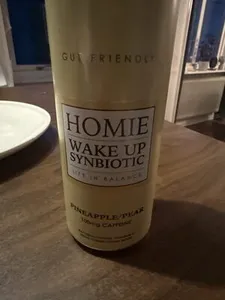 GUT FRIENDLY
HOMIE
WAKE UP
SYNBIOTIC
LIFE IN BALANCE
PINEAPPLE/PEAR